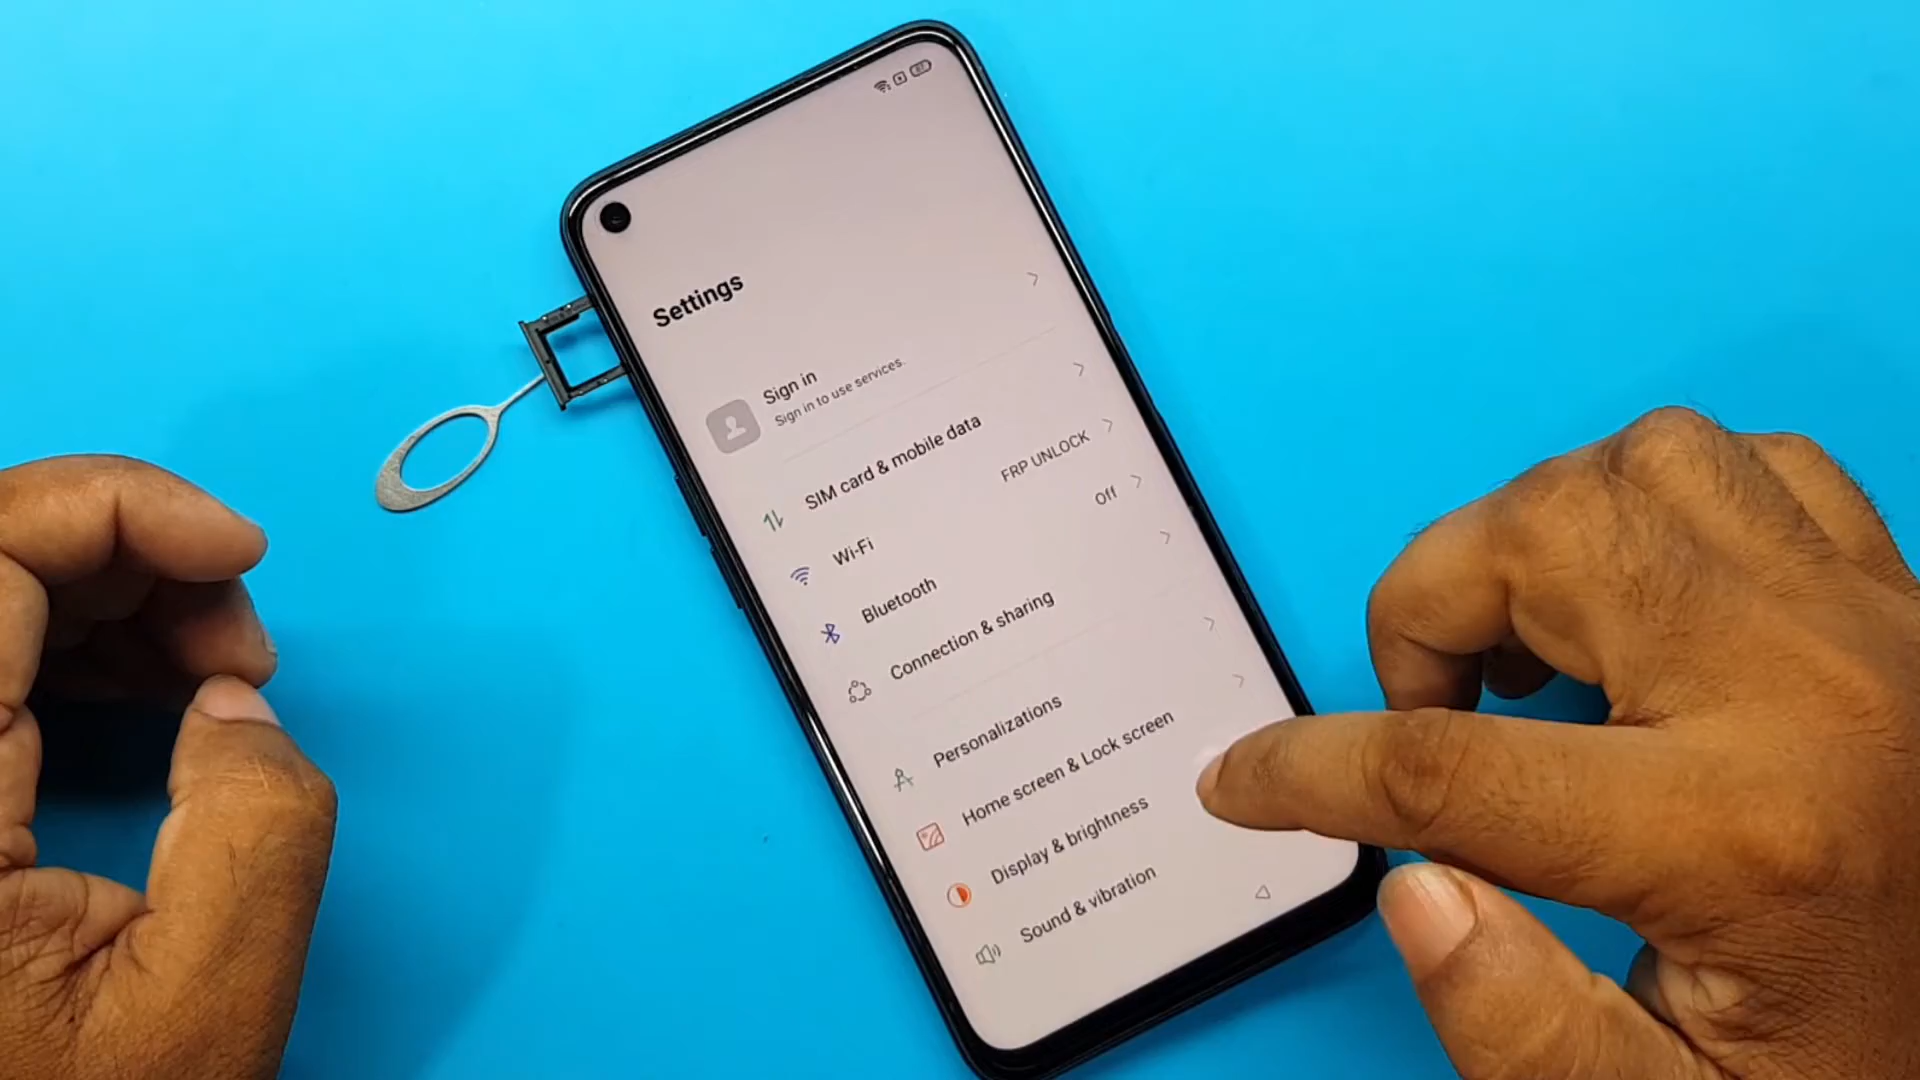 Settings
Sign in
Sign in to use services.
SIM card & mobile data
Wi-Fi
FRP UNLOCK
Bluetooth
Off
Connection & sharing
Personalizations
Home screen & Lock screen
Display & brightness
Sound & vibration